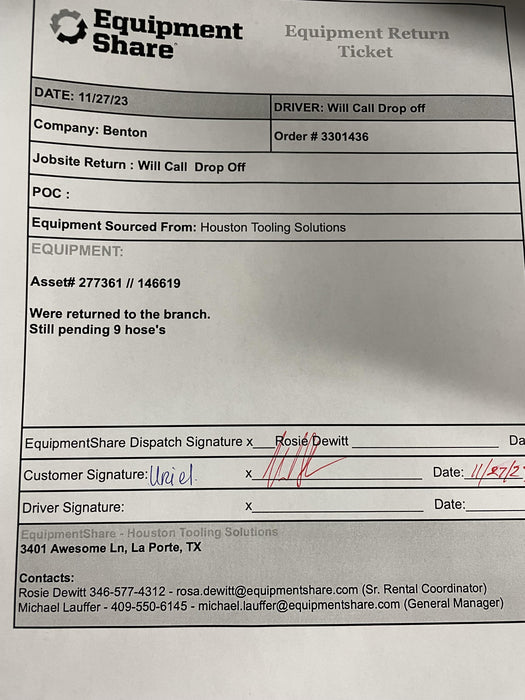 Equipment
Share
Equipment Return
Ticket
DATE: 11/27/23
DRIVER: Will Call Drop off
Company: Benton
Order # 3301436
Jobsite Return : Will Call Drop Off
POC :
Equipment Sourced From: Houston Tooling Solutions
EQUIPMENT:
Asset# 277361 // 146619
Were returned to the branch.
Still pending 9 hose's
EquipmentShare Dispatch Signature x Rosie Dewitt Da
Customer Signature: Uriel. x Date: 11/27/2
Driver Signature: x Date:
EquipmentShare - Houston Tooling Solutions
3401 Awesome Ln, La Porte, TX
Contacts:
Rosie Dewitt 346-577-4312 - rosa.dewitt@equipmentshare.com (Sr. Rental Coordinator)
Michael Lauffer - 409-550-6145 - michael.lauffer@equipmentshare.com (General Manager)